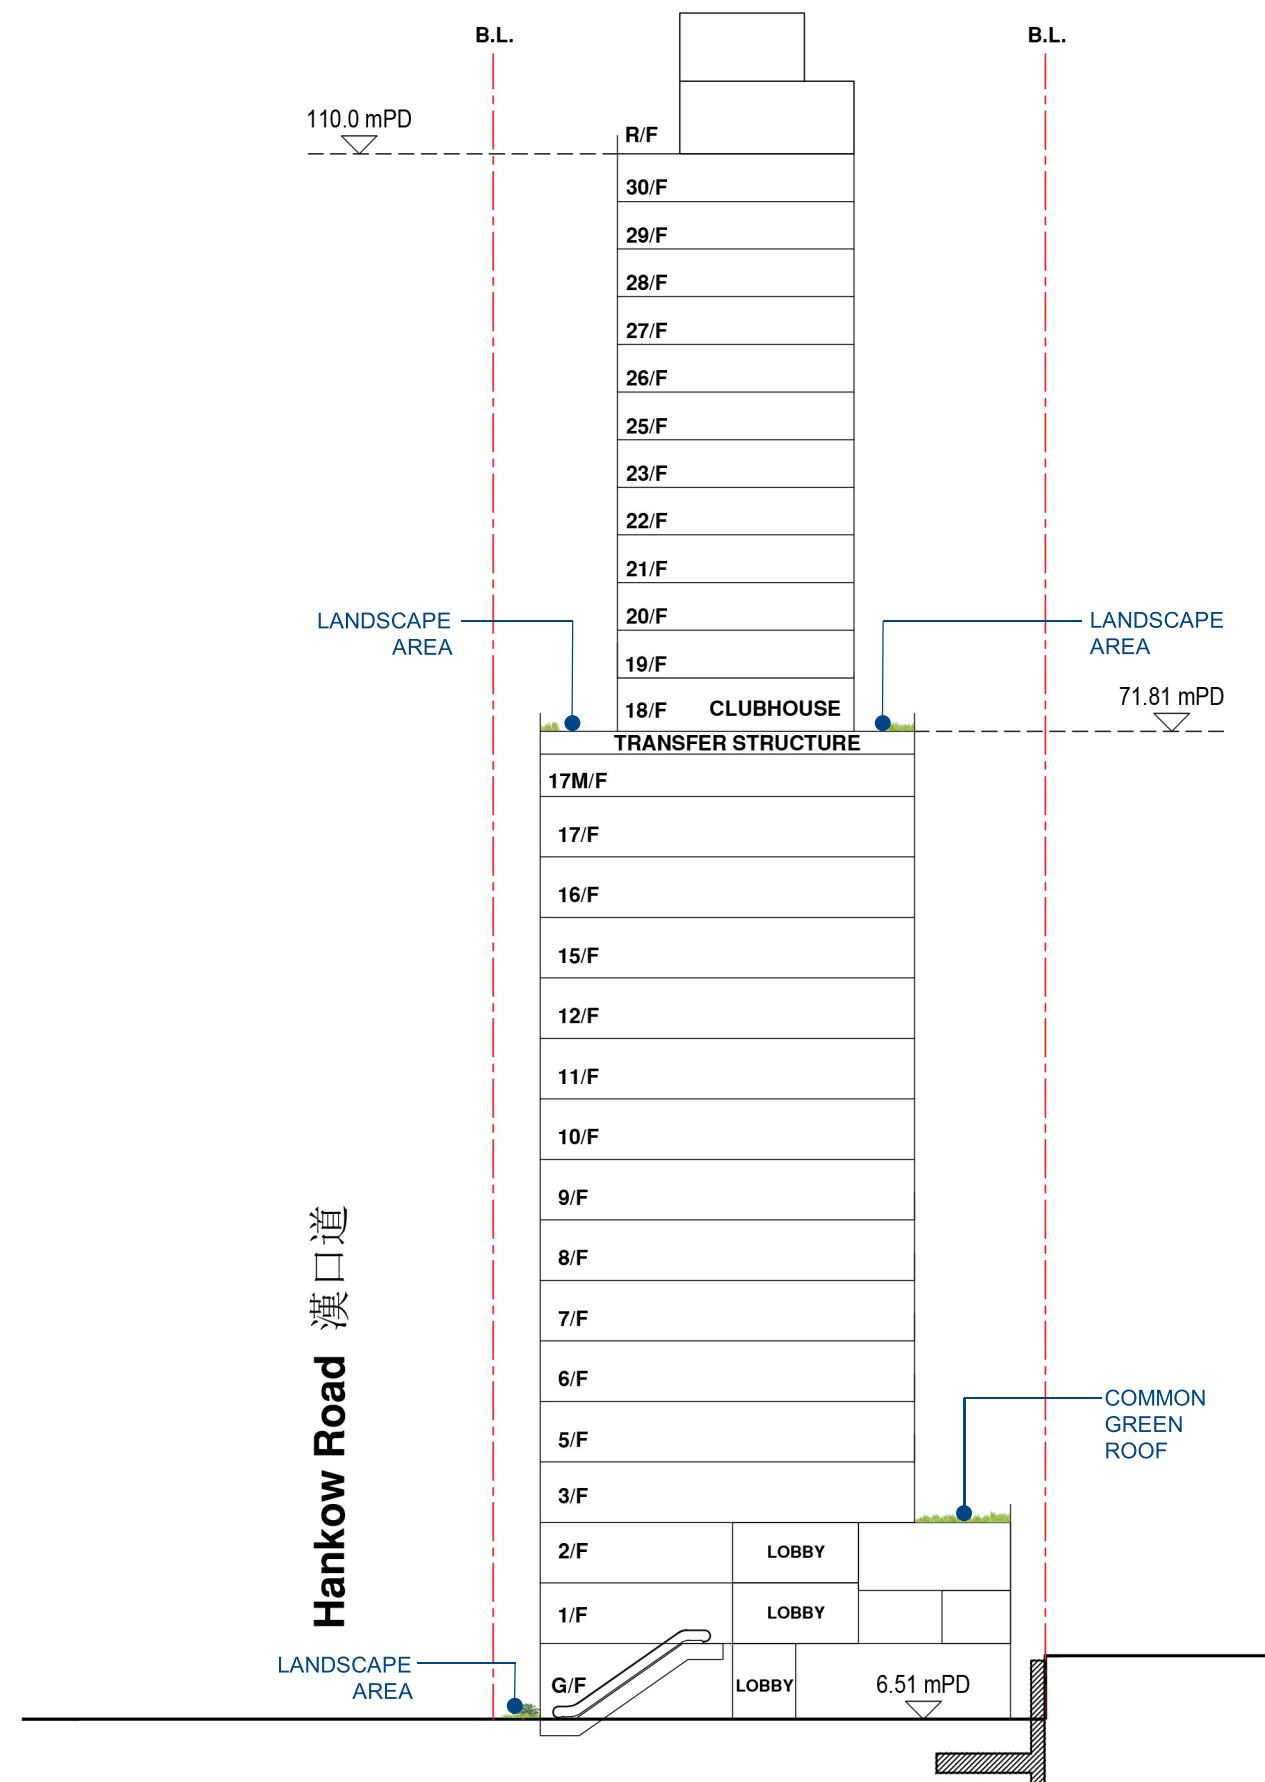 B.L.
B.L.
110.0 mPD
R/F
30/F
29/F
28/F
27/F
26/F
25/F
23/F
22/F
21/F
20/F
LANDSCAPE
AREA
LANDSCAPE
AREA
19/F
18/F CLUBHOUSE
71.81 mPD
TRANSFER STRUCTURE
17M/F
17/F
16/F
15/F
12/F
11/F
10/F
9/F
8/F
7/F
6/F
5/F
3/F
Hankow Road 漢口道
COMMON
GREEN
ROOF
2/F LOBBY
1/F LOBBY
LANDSCAPE
AREA
G/F LOBBY 6.51 mPD